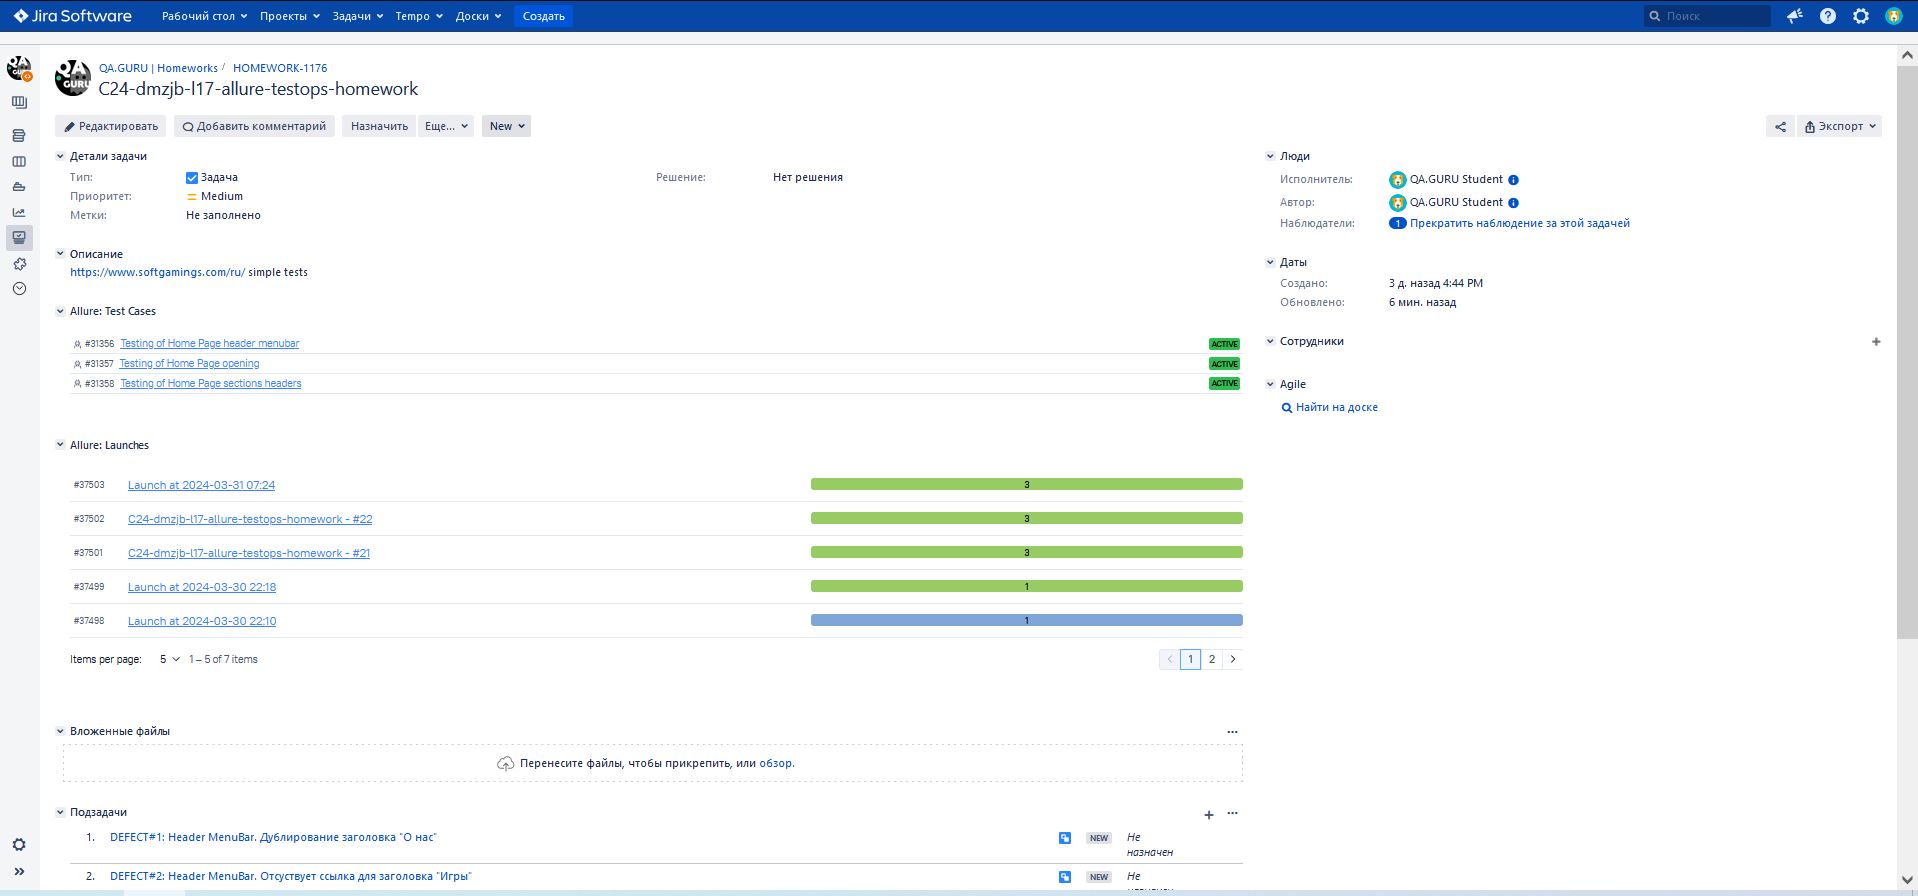 Jira Software Рабочий стол Проекты Задачи Tempo Доски Создать Поиск
QA.GURU | Homeworks / HOMEWORK-1176
C24-dmzjb-l17-allure-testops-homework
Редактировать Добавить комментарий Назначить Еще... New Экспорт
Детали задачи
Тип: Задача Решение: Нет решения
Приоритет: Medium
Метки: Не заполнено
Описание
https://www.softgamings.com/ru/ simple tests
Allure: Test Cases
#31356 Testing of Home Page header menubar ACTIVE
#31357 Testing of Home Page opening ACTIVE
#31358 Testing of Home Page sections headers ACTIVE
Allure: Launches
#37503 Launch at 2024-03-31 07:24 3
#37502 C24-dmzjb-l17-allure-testops-homework - #22 3
#37501 C24-dmzjb-l17-allure-testops-homework - #21 3
#37499 Launch at 2024-03-30 22:18 1
#37498 Launch at 2024-03-30 22:10 1
Items per page: 5 1 – 5 of 7 items 1 2
Вложенные файлы ...
Перенесите файлы, чтобы прикрепить, или обзор.
Подзадачи ...
1. DEFECT#1: Header MenuBar. Дублирование заголовка "О нас" NEW Не
назначен
2. DEFECT#2: Header MenuBar. Отсуствует ссылка для заголовка "Игры" NEW Не
Люди
Исполнитель: QA.GURU Student
Автор: QA.GURU Student
Наблюдатели: 1 Прекратить наблюдение за этой задачей
Даты
Создано: 3 д. назад 4:44 PM
Обновлено: 6 мин. назад
Сотрудники
Agile
Найти на доске